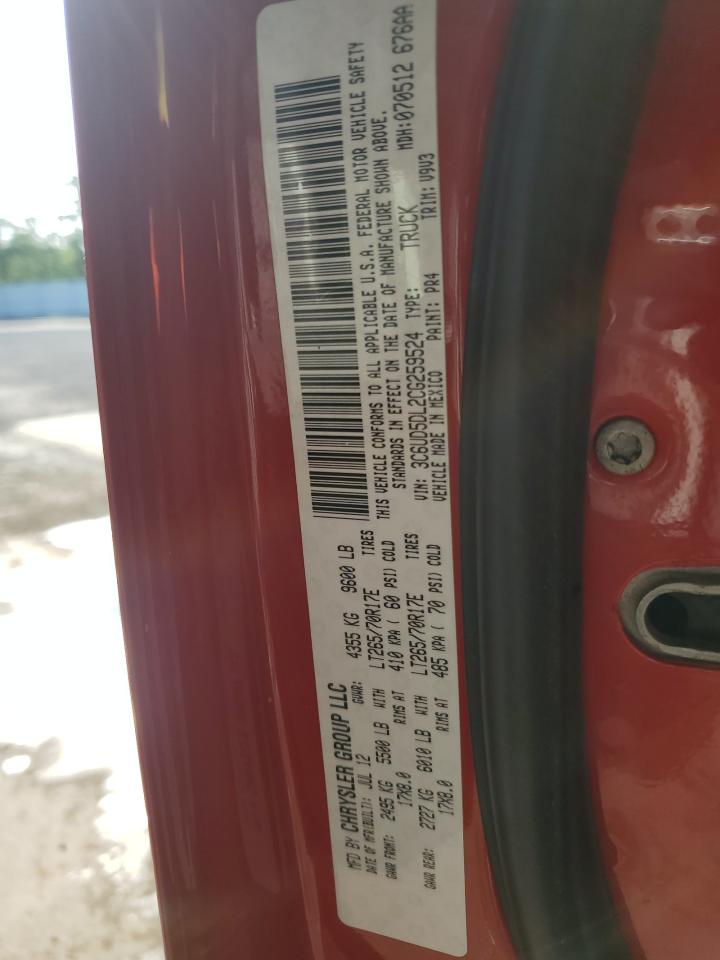 MFD BY CHRYSLER GROUP LLC
DATE OF MFR(BUILT): JUL 12 GVWR: 4355 KG 9600 LB
GAWR FRONT: 2495 KG 5500 LB WITH LT265/70R17E TIRES
17X8.0 RIMS AT 410 KPA ( 60 PSI) COLD
GAWR REAR: 2727 KG 6010 LB WITH LT265/70R17E TIRES
17X8.0 RIMS AT 485 KPA ( 70 PSI) COLD
THIS VEHICLE CONFORMS TO ALL APPLICABLE U.S.A. FEDERAL MOTOR VEHICLE SAFETY
STANDARDS IN EFFECT ON THE DATE OF MANUFACTURE SHOWN ABOVE.
VIN: 3C6UD5DL2CG259524 TYPE: TRUCK MDH:070512 676AA
VEHICLE MADE IN MEXICO PAINT: PR4 TRIM: V9V3